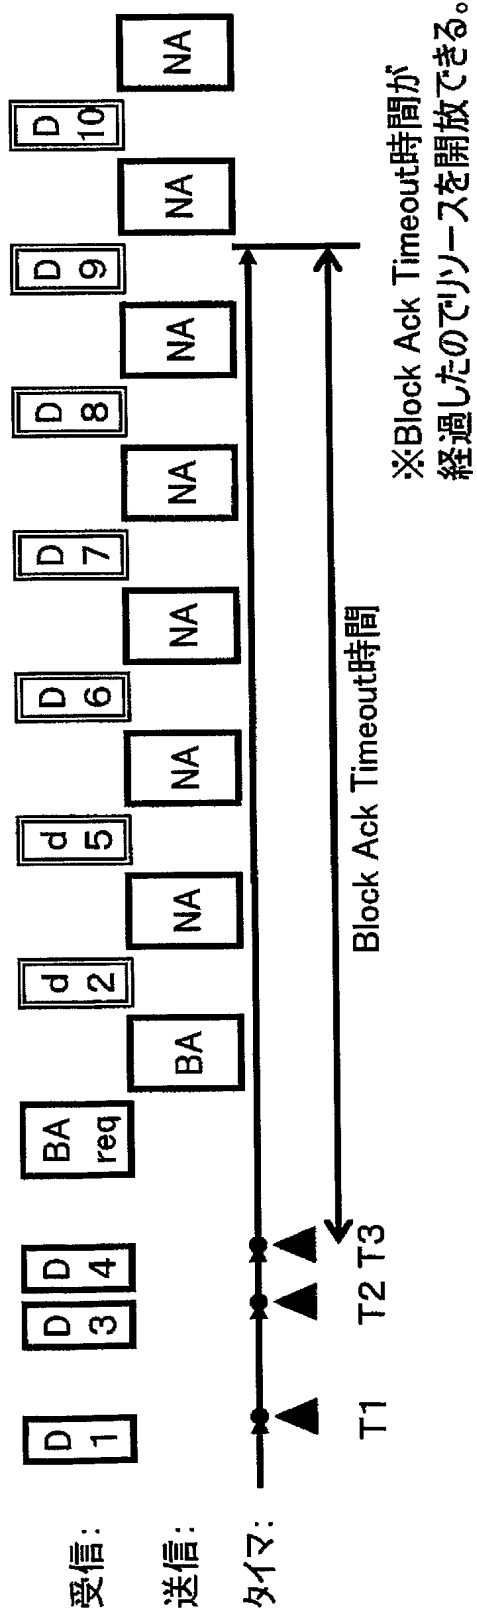 受信:
D 1
D 3
D 4
BA req
d 2
d 5
D 6
D 7
D 8
D 9
D 10
送信:
BA
NA
NA
NA
NA
NA
NA
NA
NA
タイマ:
T1
T2
T3
Block Ack Timeout時間
※Block Ack Timeout時間が
経過したのでリソースを開放できる。